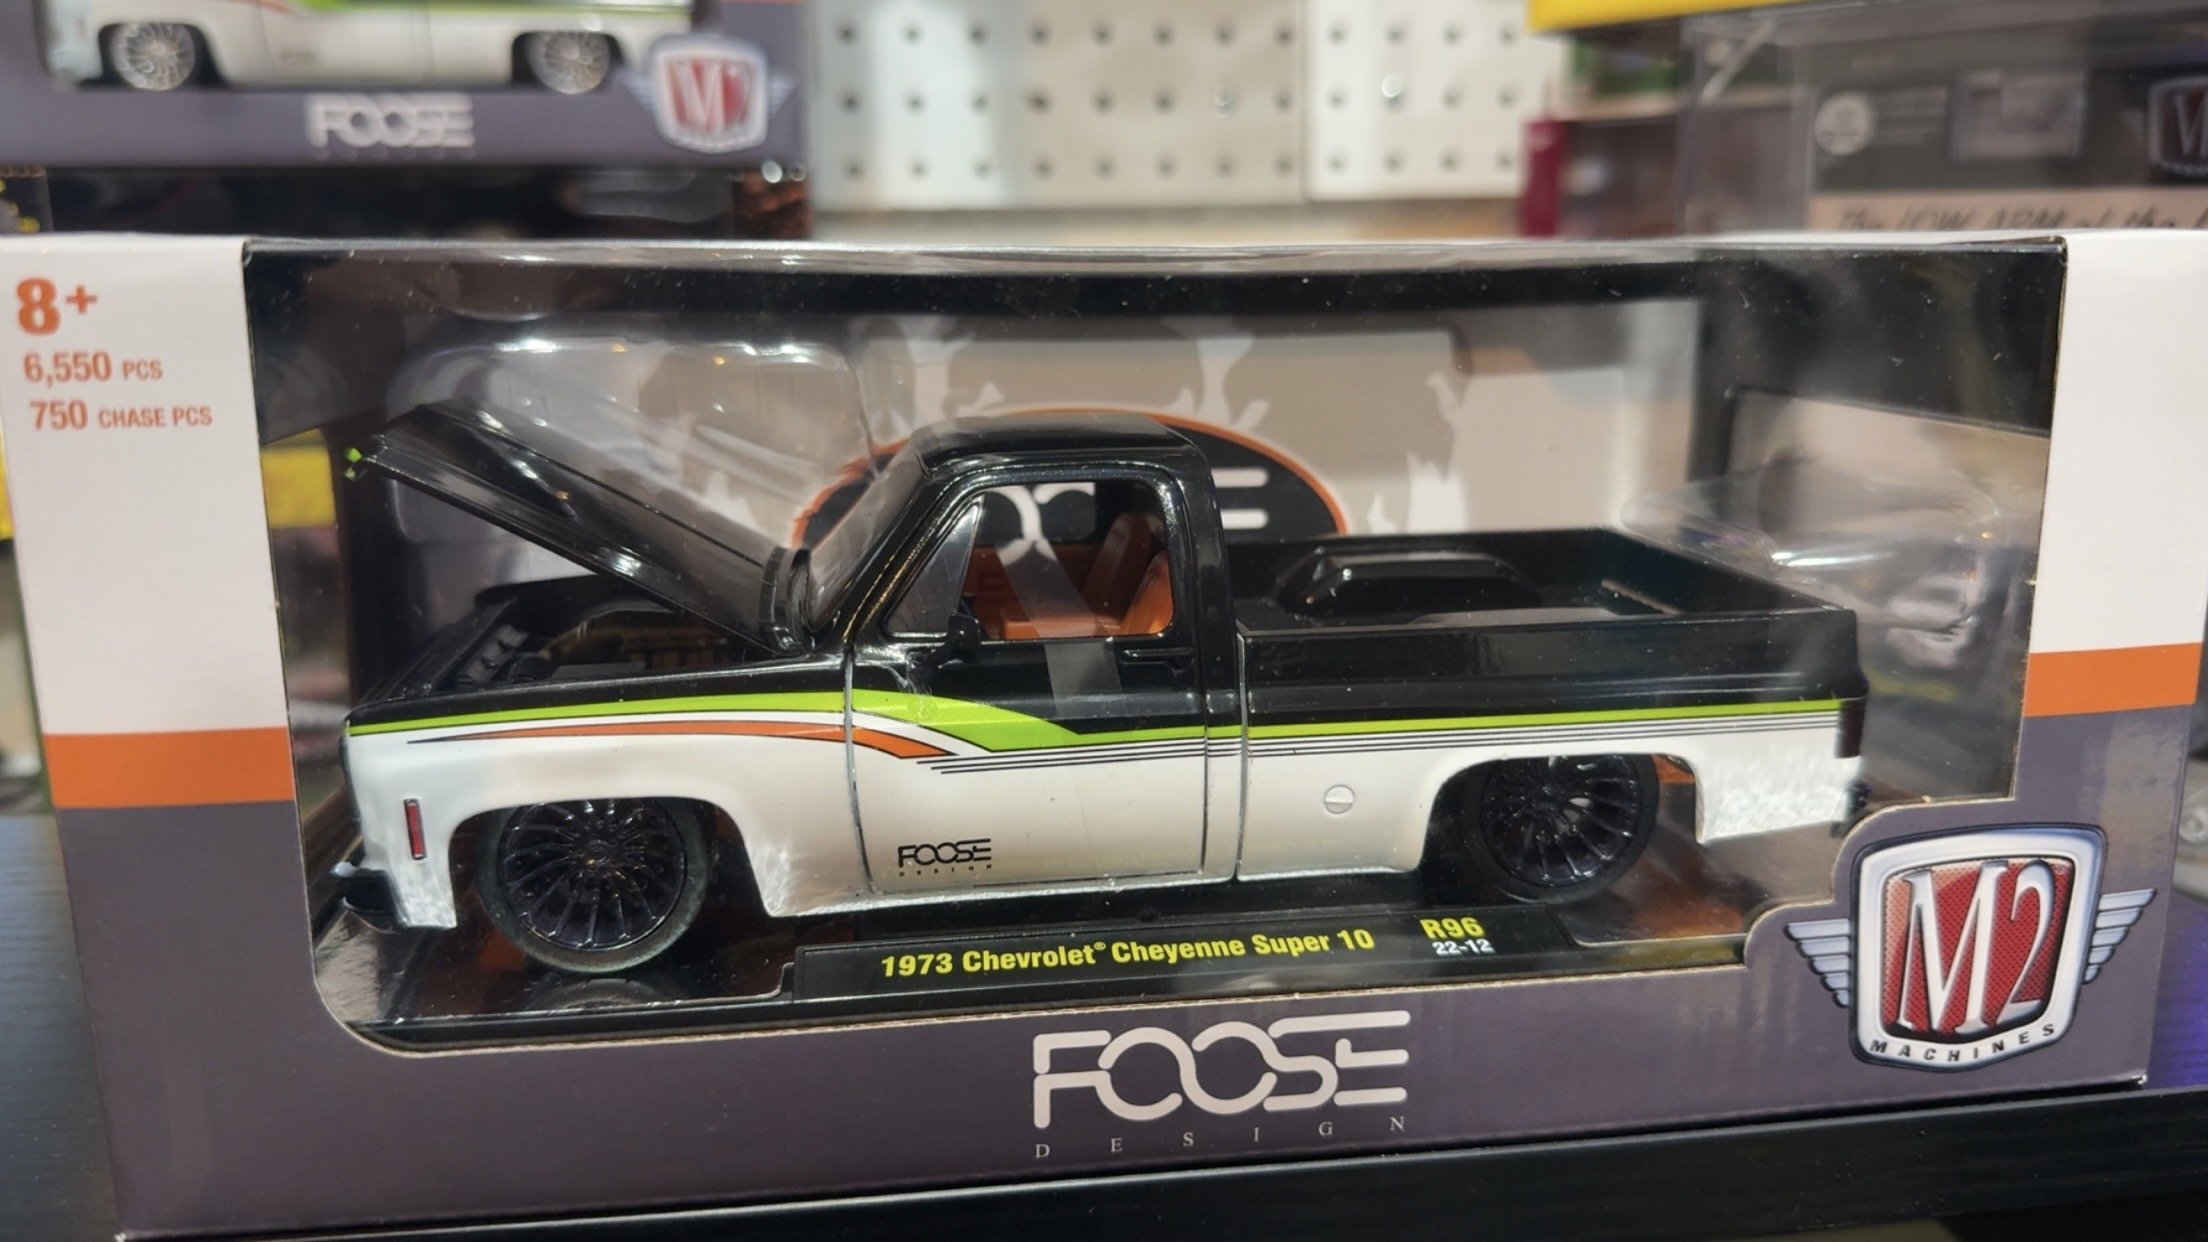 FOOSE
M2
8+
6,550 PCS
750 CHASE PCS
FOOSE
DESIGN
1973 Chevrolet® Cheyenne Super 10
R96
22-12
FOOSE
DESIGN
M2
MACHINES